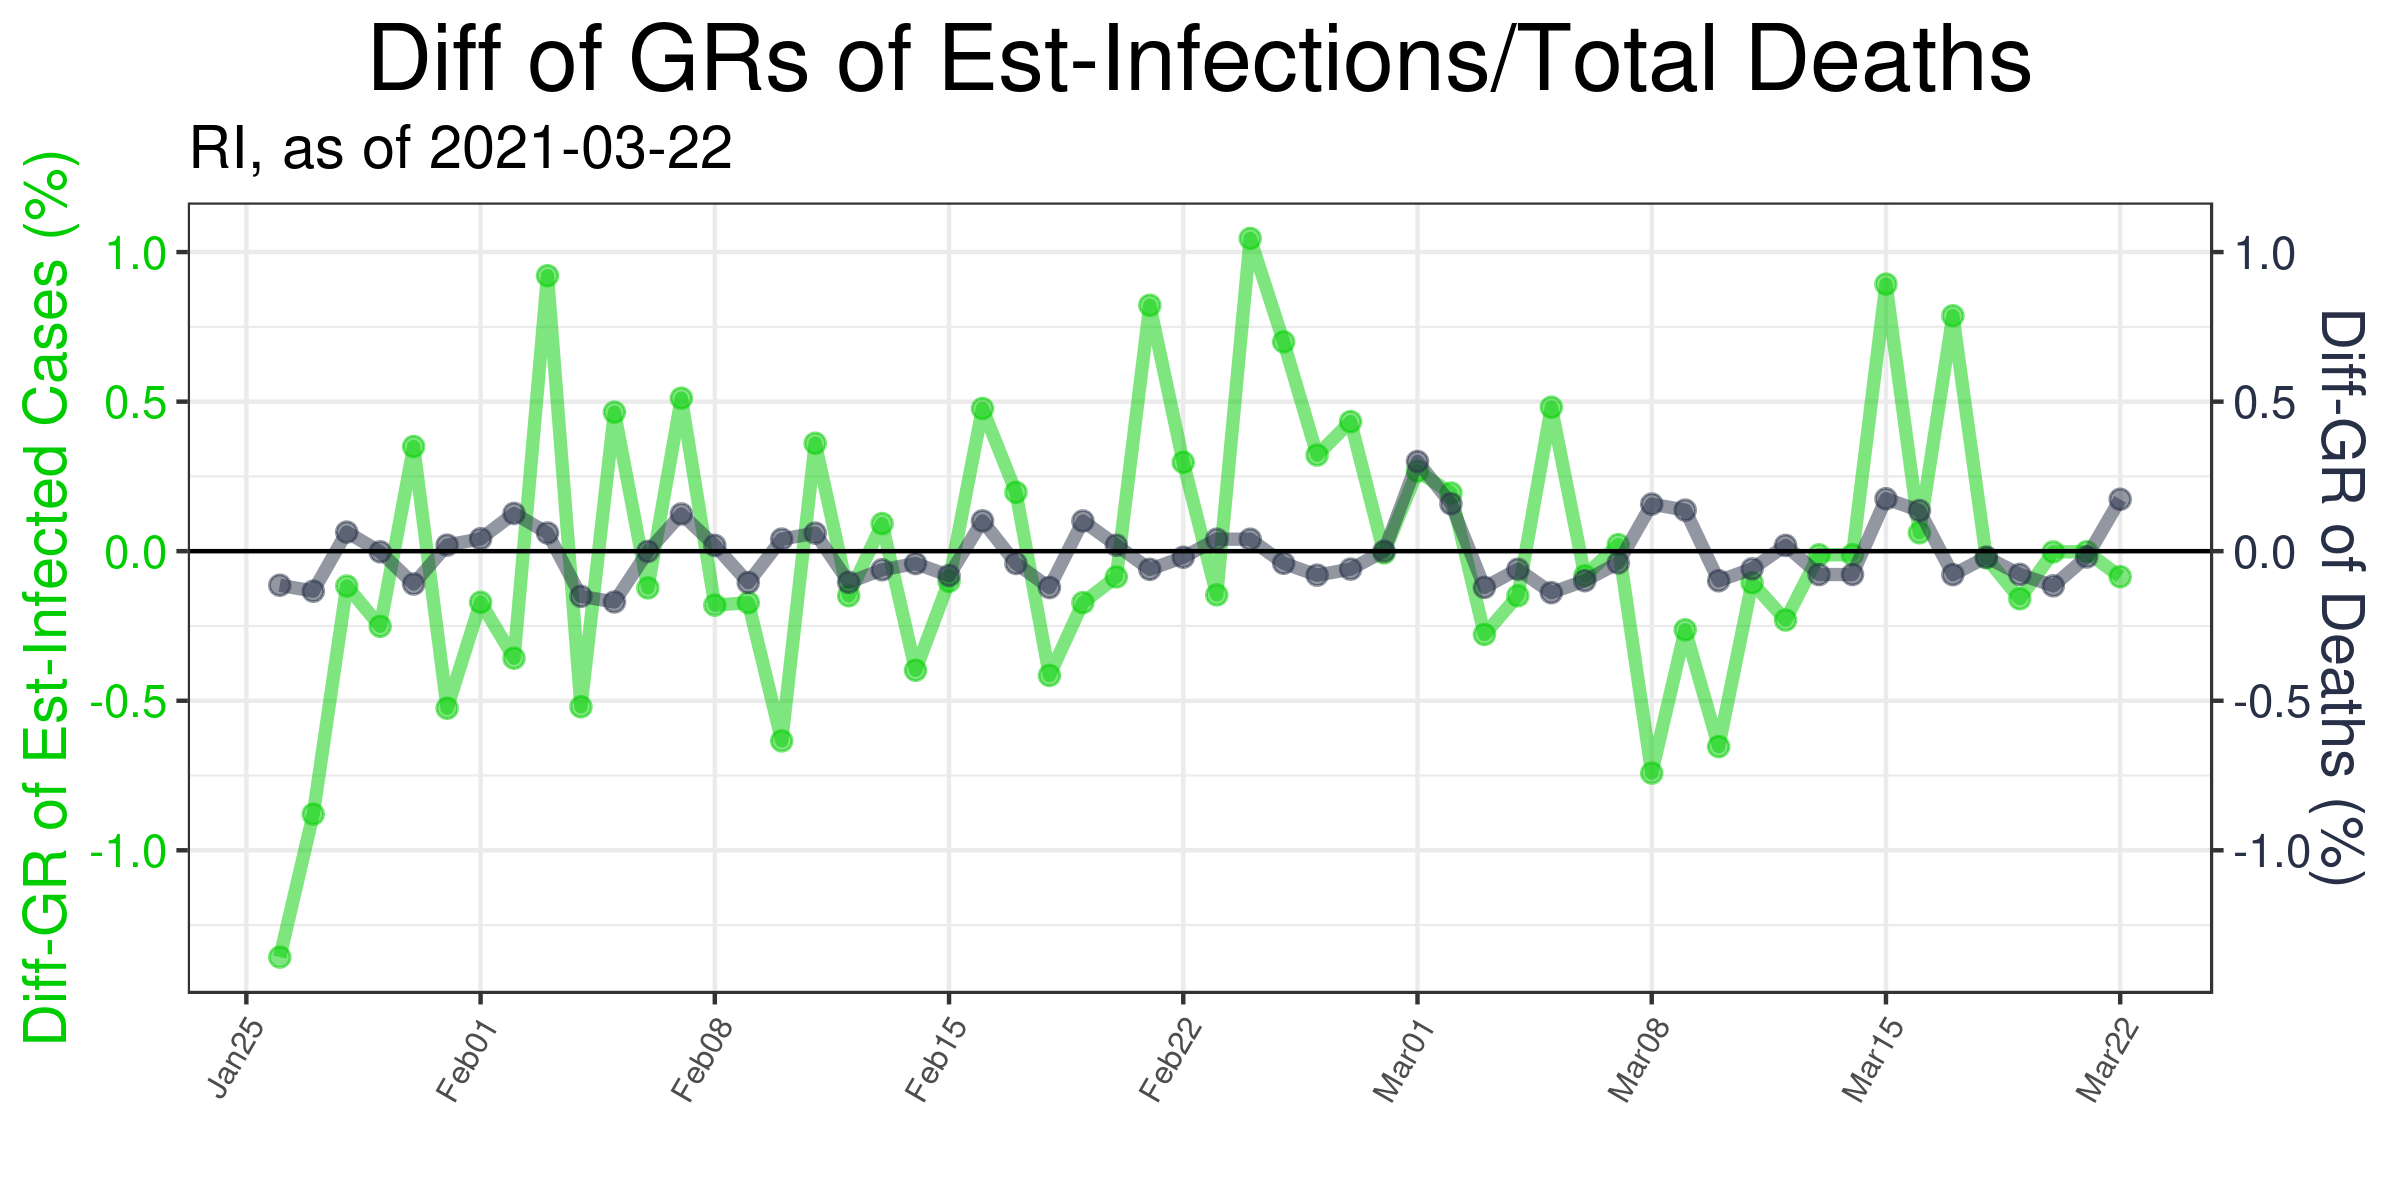 Diff of GRs of Est-Infections/Total Deaths
RI, as of 2021-03-22
Diff-GR of Est-Infected Cases (%)
1.0
0.5
0.0
-0.5
-1.0
1.0
0.5
0.0
-0.5
-1.0
Diff-GR of Deaths (%)
Jan25
Feb01
Feb08
Feb15
Feb22
Mar01
Mar08
Mar15
Mar22